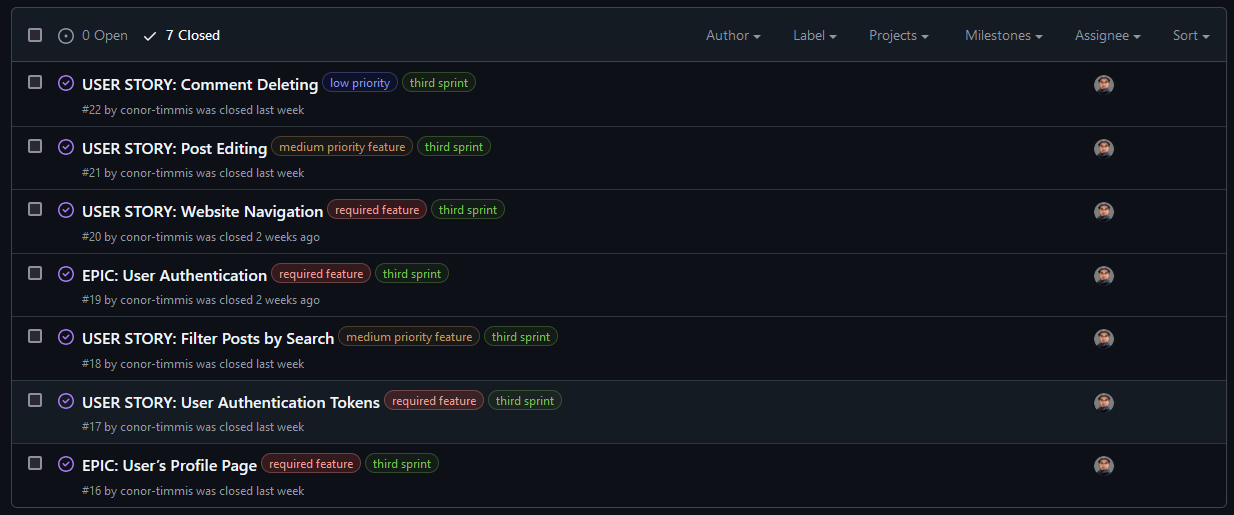 0 Open 7 Closed Author Label Projects Milestones Assignee Sort
USER STORY: Comment Deleting low priority third sprint
#22 by conor-timmis was closed last week
USER STORY: Post Editing medium priority feature third sprint
#21 by conor-timmis was closed last week
USER STORY: Website Navigation required feature third sprint
#20 by conor-timmis was closed 2 weeks ago
EPIC: User Authentication required feature third sprint
#19 by conor-timmis was closed 2 weeks ago
USER STORY: Filter Posts by Search medium priority feature third sprint
#18 by conor-timmis was closed last week
USER STORY: User Authentication Tokens required feature third sprint
#17 by conor-timmis was closed last week
EPIC: User’s Profile Page required feature third sprint
#16 by conor-timmis was closed last week